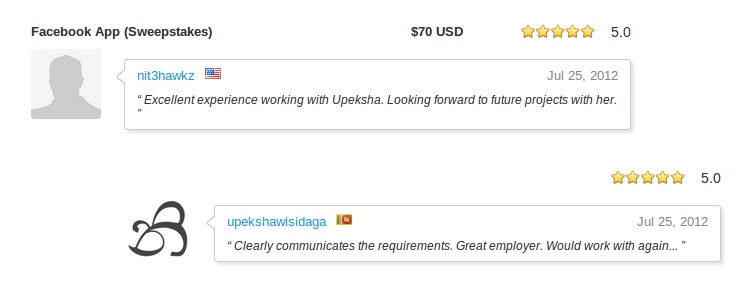 Facebook App (Sweepstakes) $70 USD 5.0
nit3hawkz Jul 25, 2012
“ Excellent experience working with Upeksha. Looking forward to future projects with her.
”
5.0
upekshawisidaga Jul 25, 2012
“ Clearly communicates the requirements. Great employer. Would work with again... ”